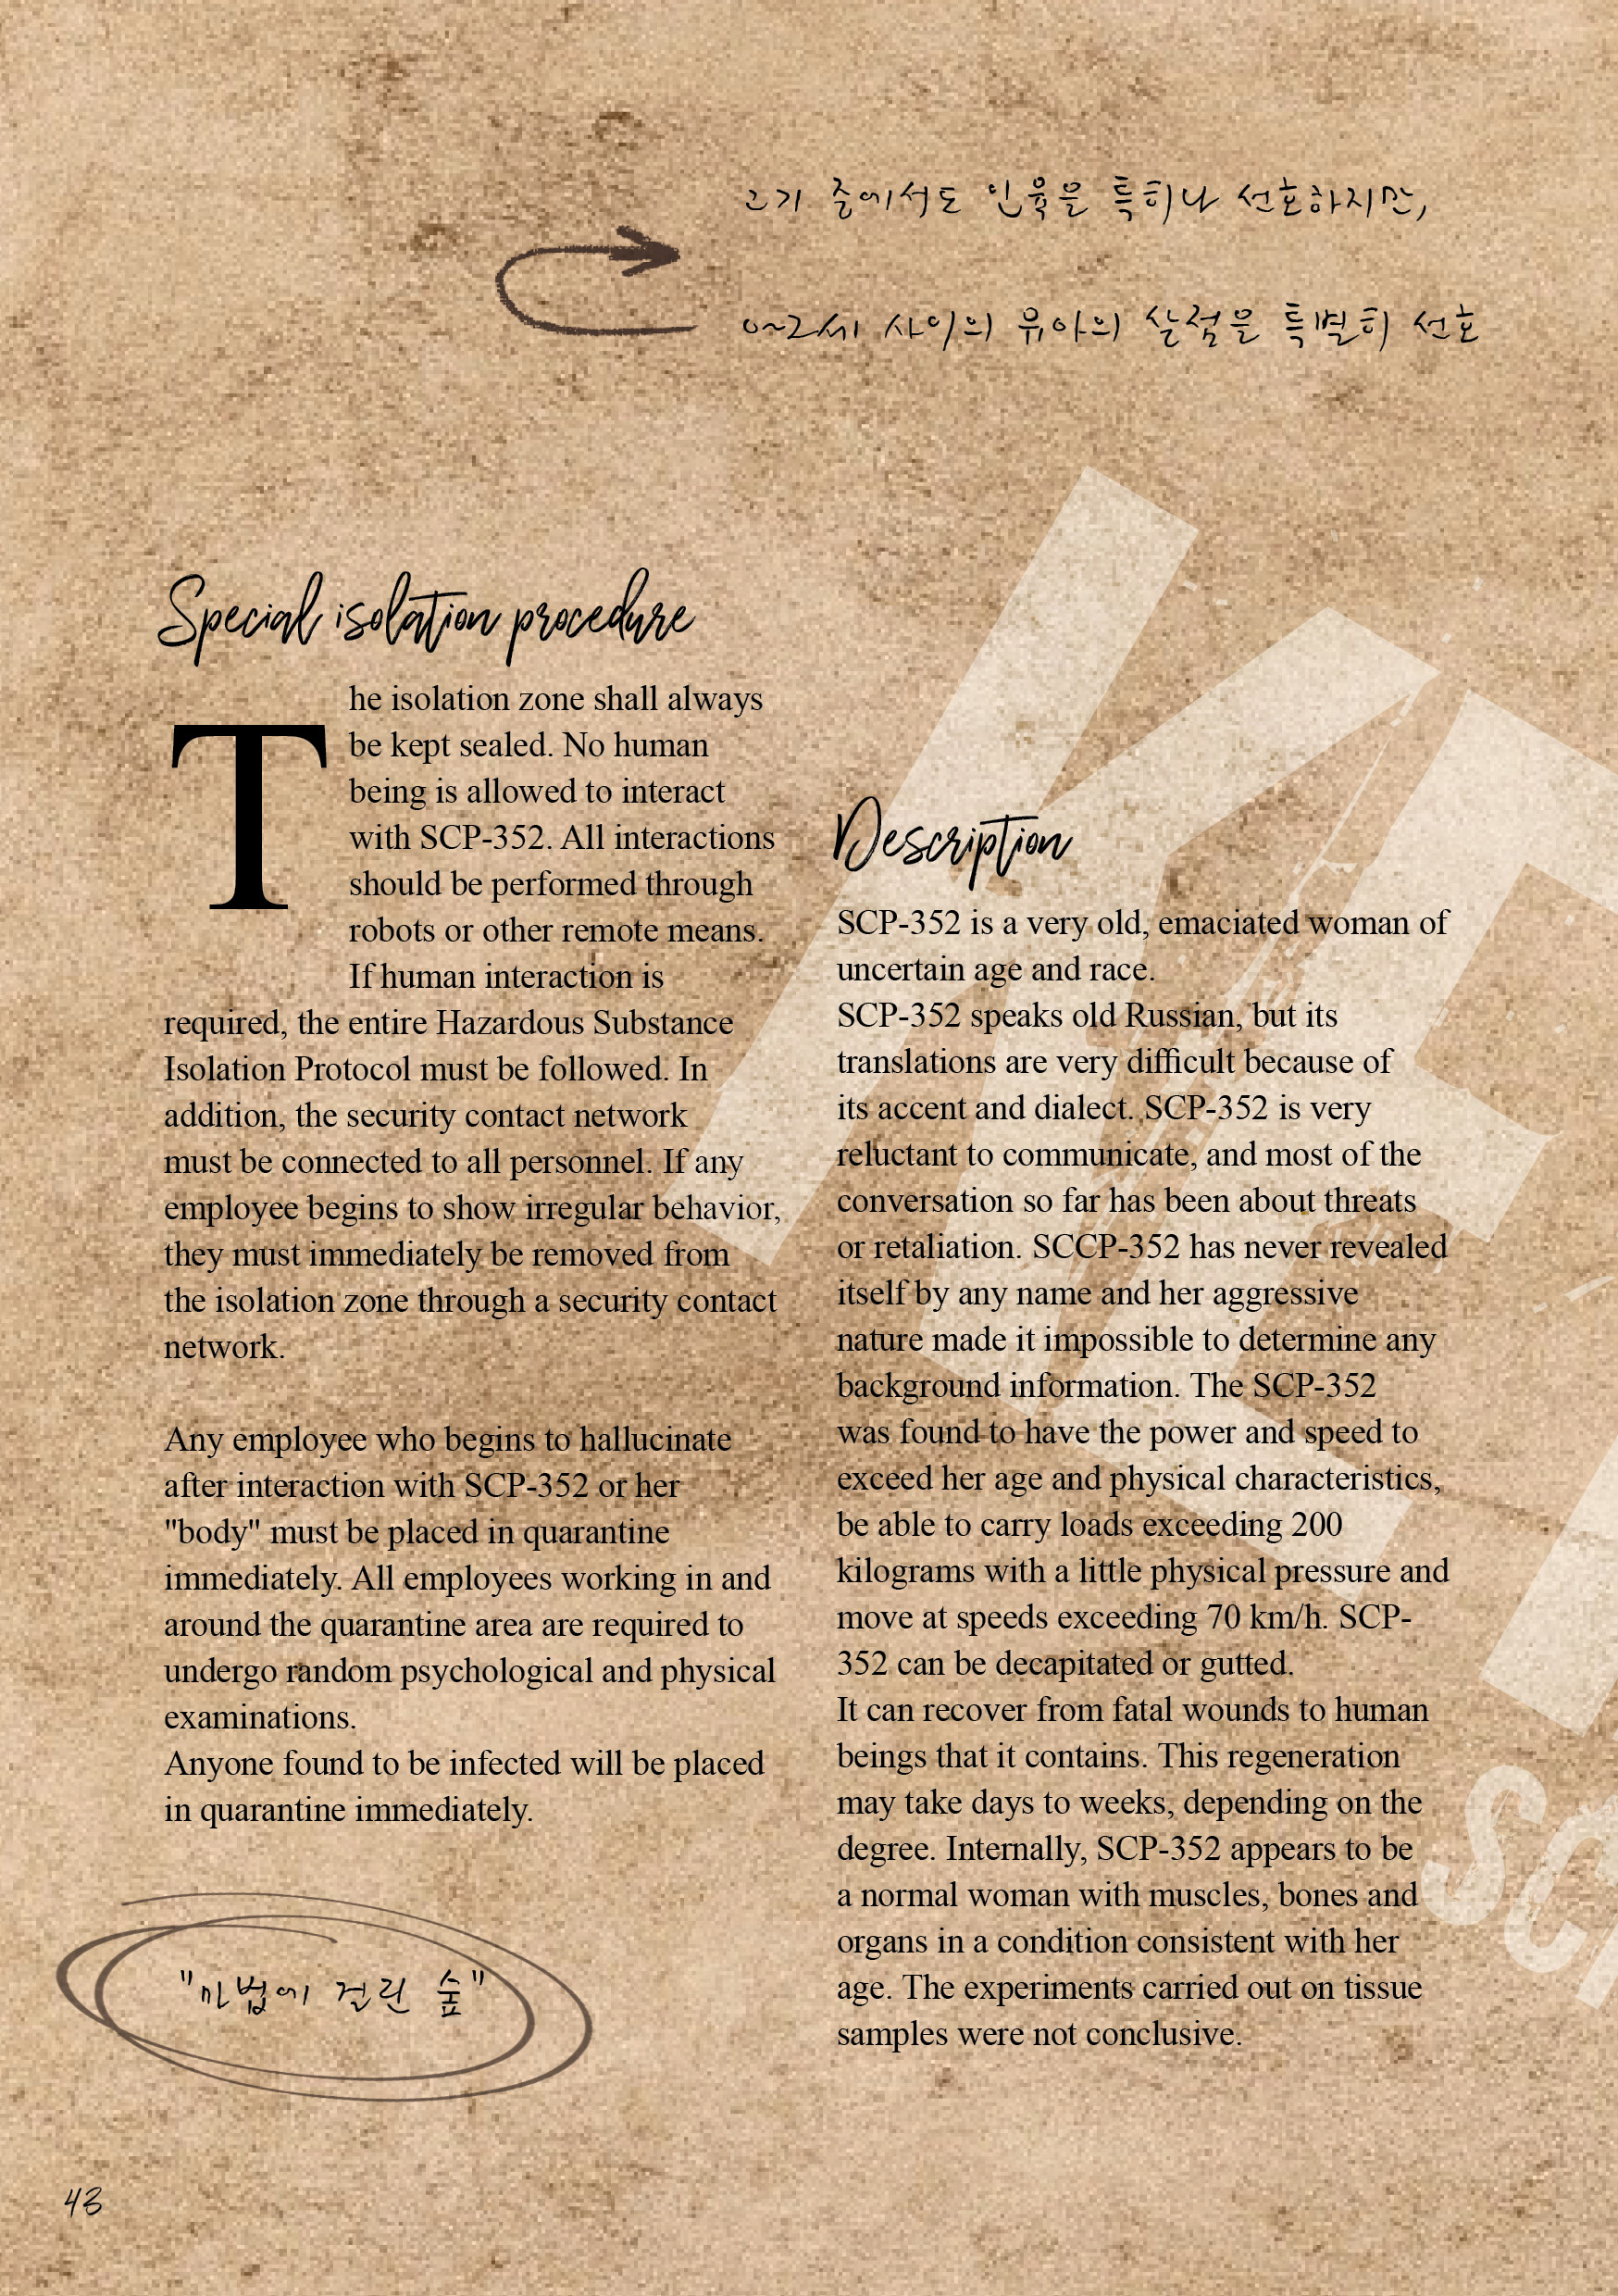 고기 중에서도 인육을 특히나 선호하지만,
0~2세 사이의 유아의 살점을 특별히 선호
Special isolation procedure
The isolation zone shall always
be kept sealed. No human
being is allowed to interact
with SCP-352. All interactions
should be performed through
robots or other remote means.
If human interaction is
required, the entire Hazardous Substance
Isolation Protocol must be followed. In
addition, the security contact network
must be connected to all personnel. If any
employee begins to show irregular behavior,
they must immediately be removed from
the isolation zone through a security contact
network.
Any employee who begins to hallucinate
after interaction with SCP-352 or her
"body" must be placed in quarantine
immediately. All employees working in and
around the quarantine area are required to
undergo random psychological and physical
examinations.
Anyone found to be infected will be placed
in quarantine immediately.
"마법에 걸린 숲"
Description
SCP-352 is a very old, emaciated woman of
uncertain age and race.
SCP-352 speaks old Russian, but its
translations are very difficult because of
its accent and dialect. SCP-352 is very
reluctant to communicate, and most of the
conversation so far has been about threats
or retaliation. SCCP-352 has never revealed
itself by any name and her aggressive
nature made it impossible to determine any
background information. The SCP-352
was found to have the power and speed to
exceed her age and physical characteristics,
be able to carry loads exceeding 200
kilograms with a little physical pressure and
move at speeds exceeding 70 km/h. SCP-
352 can be decapitated or gutted.
It can recover from fatal wounds to human
beings that it contains. This regeneration
may take days to weeks, depending on the
degree. Internally, SCP-352 appears to be
a normal woman with muscles, bones and
organs in a condition consistent with her
age. The experiments carried out on tissue
samples were not conclusive.
43